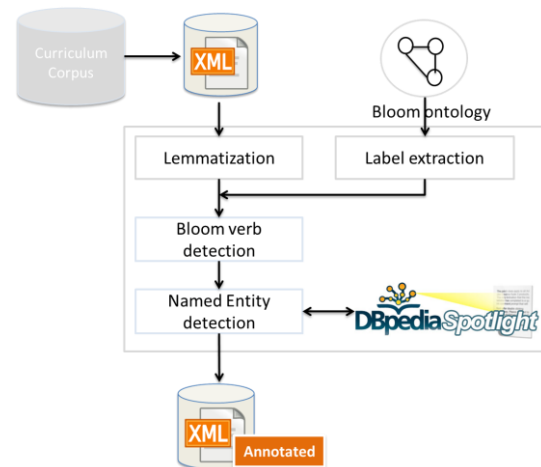 Curriculum
Corpus
XML
Bloom ontology
Lemmatization
Label extraction
Bloom verb
detection
Named Entity
detection
DBpediaSpotlight
XML
Annotated